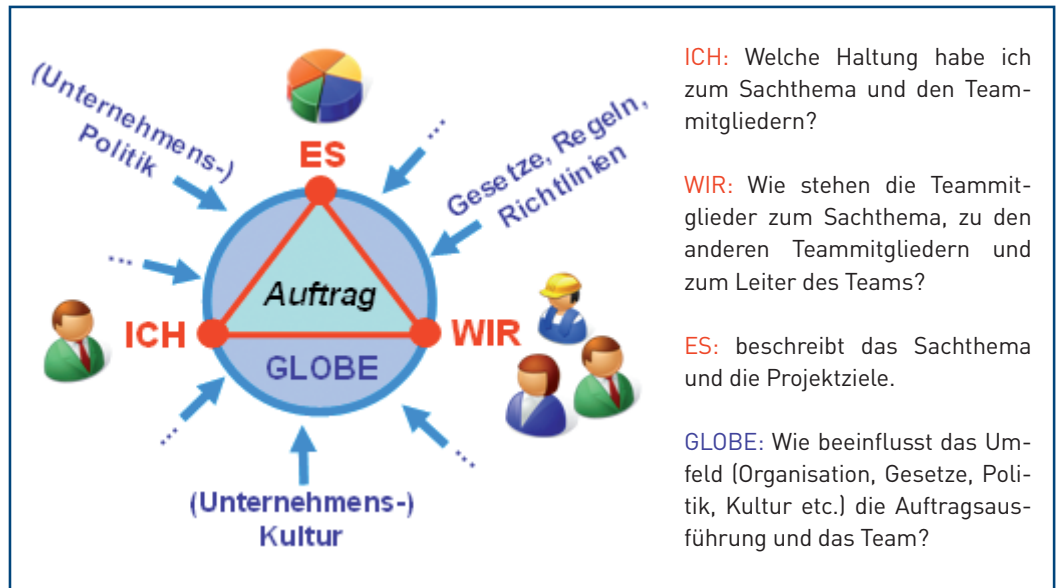 (Unternehmens-)
Politik
...
ES
Gesetze, Regeln,
Richtlinien
...
Auftrag
ICH
WIR
GLOBE
...
...
(Unternehmens-)
Kultur
ICH: Welche Haltung habe ich
zum Sachthema und den Team-
mitgliedern?
WIR: Wie stehen die Teammit-
glieder zum Sachthema, zu den
anderen Teammitgliedern und
zum Leiter des Teams?
ES: beschreibt das Sachthema
und die Projektziele.
GLOBE: Wie beeinflusst das Um-
feld (Organisation, Gesetze, Poli-
tik, Kultur etc.) die Auftragsaus-
führung und das Team?